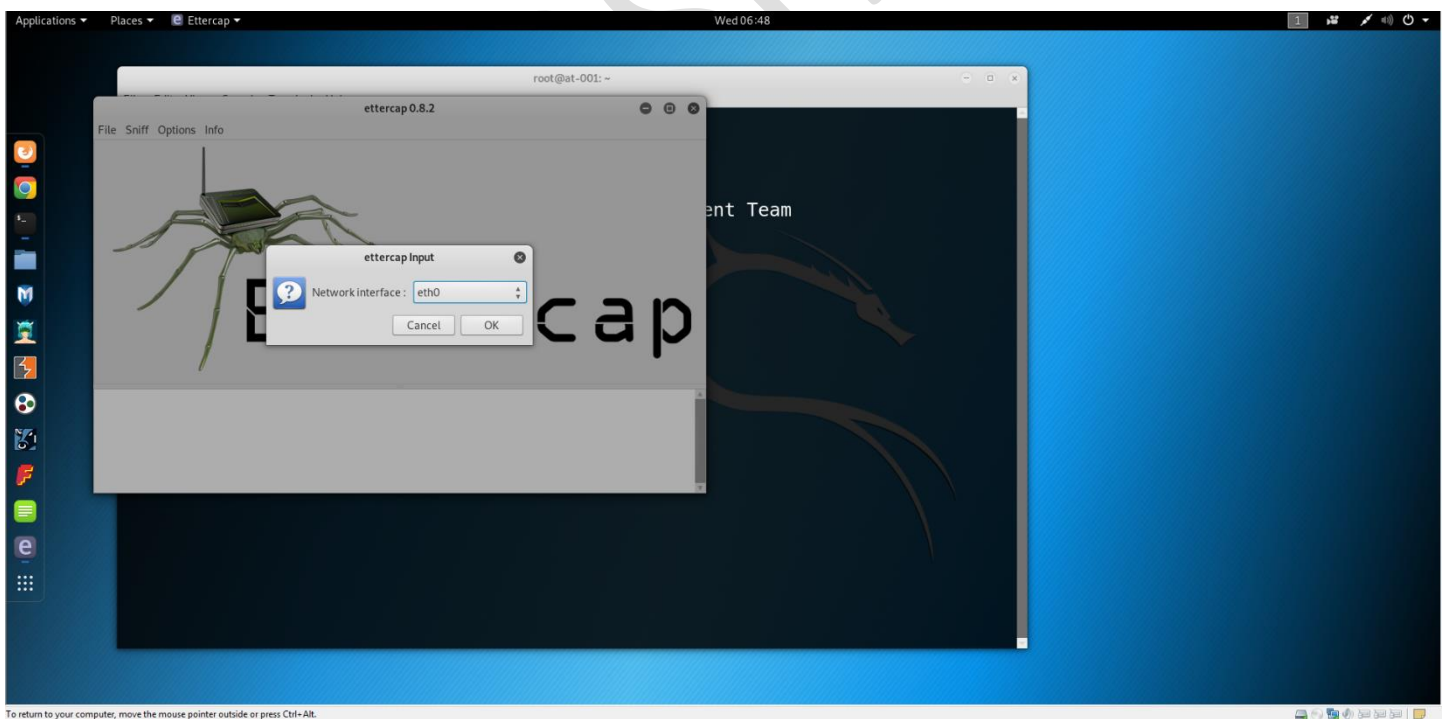 Applications Places Ettercap Wed 06:48 1
root@at-001: ~
ettercap 0.8.2
File Sniff Options Info
ent Team
ettercap Input
Network interface : eth0
Cancel OK
cap
To return to your computer, move the mouse pointer outside or press Ctrl+Alt.